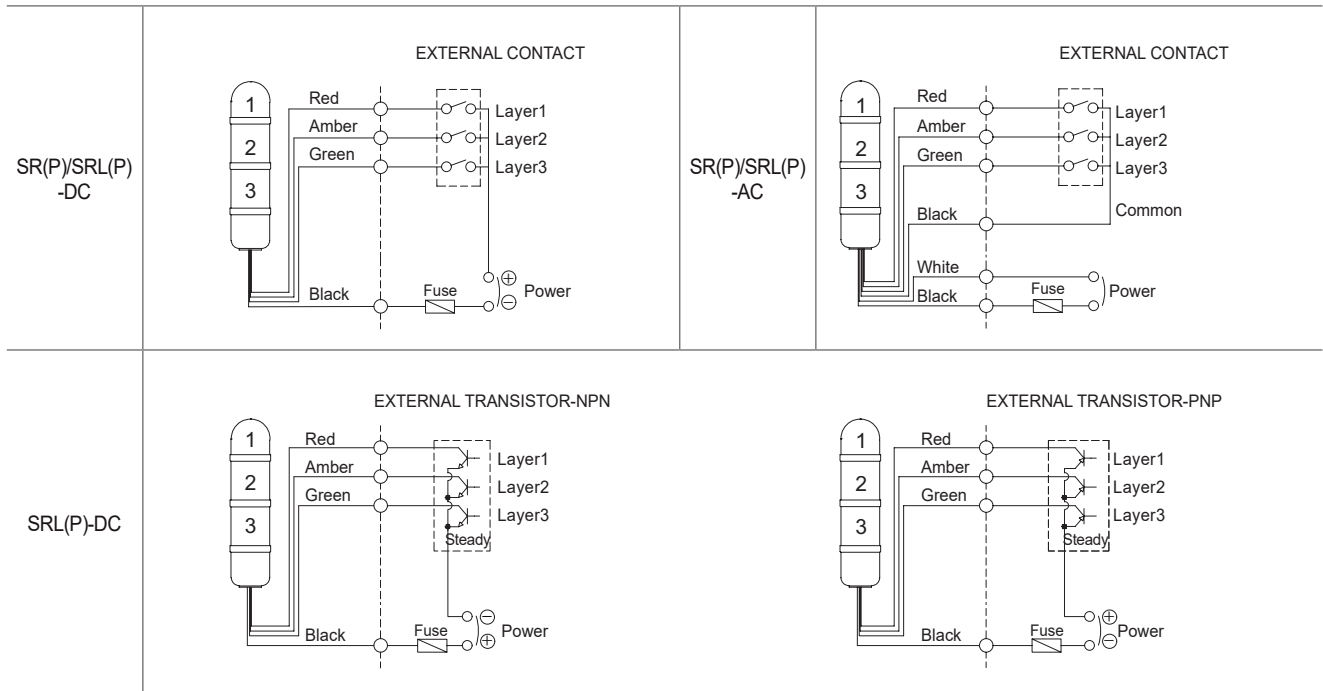 SR(P)/SRL(P)
-DC
EXTERNAL CONTACT
1
2
3
Red
Amber
Green
Layer1
Layer2
Layer3
Black
Fuse
⊕
⊖
Power
SR(P)/SRL(P)
-AC
EXTERNAL CONTACT
1
2
3
Red
Amber
Green
Layer1
Layer2
Layer3
Black
Common
White
Black
Fuse
Power
SRL(P)-DC
EXTERNAL TRANSISTOR-NPN
1
2
3
Red
Amber
Green
Layer1
Layer2
Layer3
Steady
Black
Fuse
⊖
⊕
Power
EXTERNAL TRANSISTOR-PNP
1
2
3
Red
Amber
Green
Layer1
Layer2
Layer3
Steady
Black
Fuse
⊕
⊖
Power